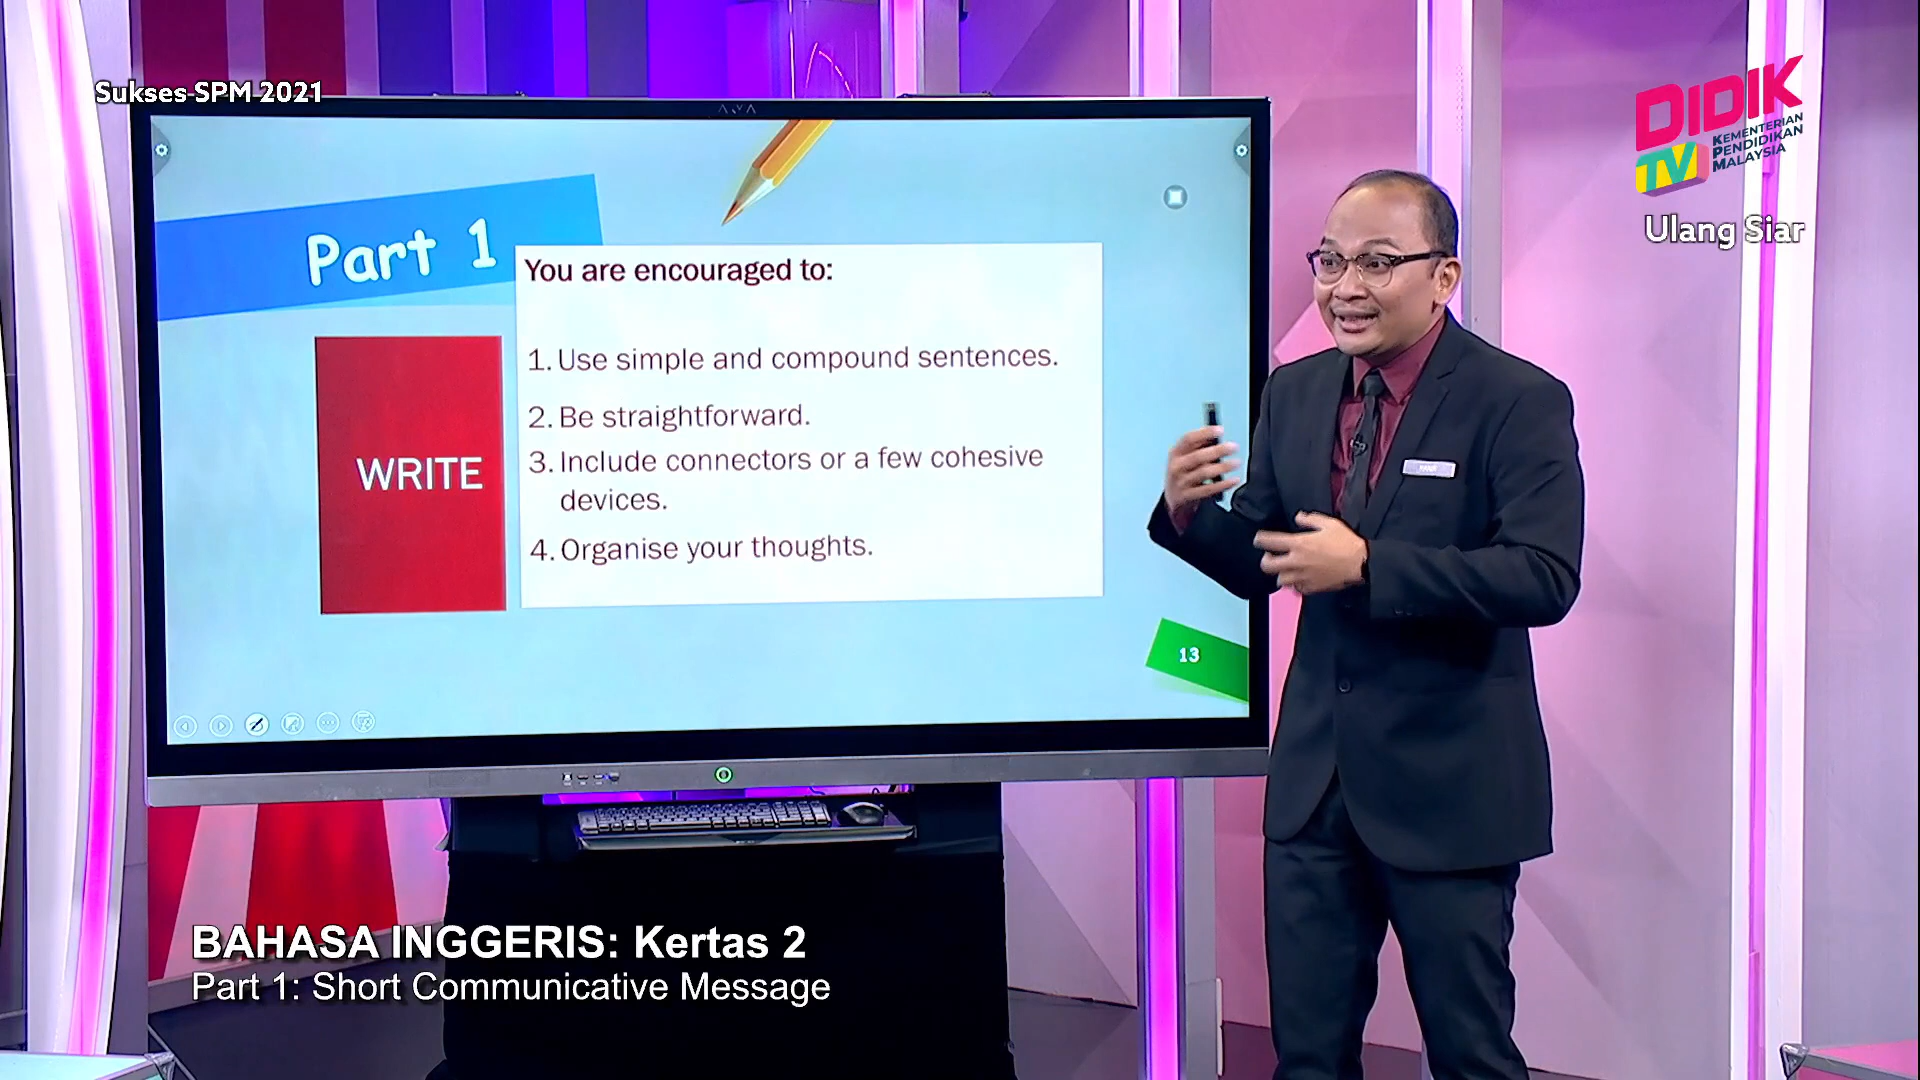 Sukses SPM 2021
DIDIK
TV
KEMENTERIAN
PENDIDIKAN
MALAYSIA
Ulang Siar
Part 1
You are encouraged to:
1. Use simple and compound sentences.
2. Be straightforward.
3. Include connectors or a few cohesive
devices.
4. Organise your thoughts.
WRITE
13
BAHASA INGGERIS: Kertas 2
Part 1: Short Communicative Message